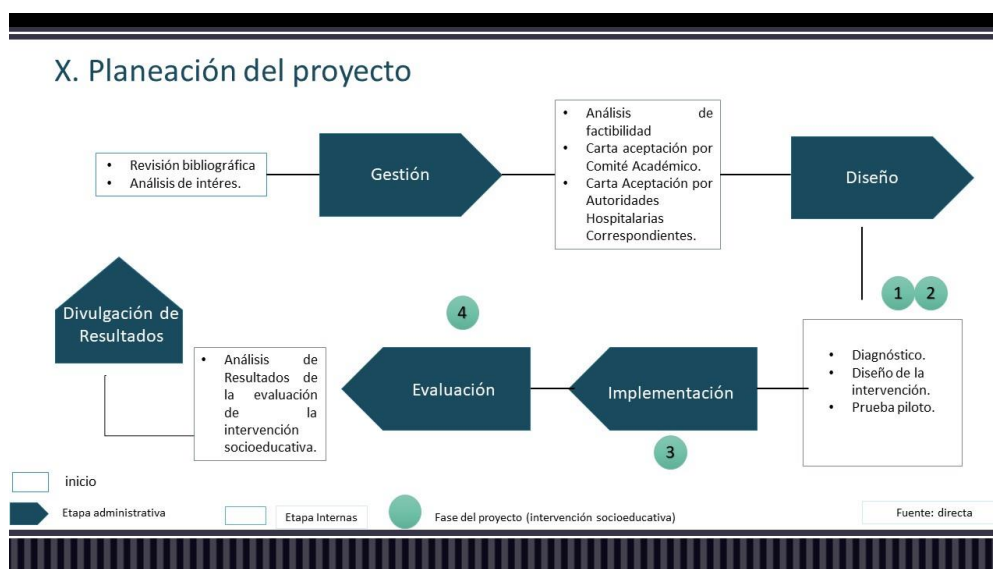 X. Planeación del proyecto
• Revisión bibliográfica
• Análisis de intéres.
Gestión
• Análisis de
factibilidad
• Carta aceptación por
Comité Académico.
• Carta Aceptación por
Autoridades
Hospitalarias
Correspondientes.
Diseño
1 2
• Diagnóstico.
• Diseño de la
intervención.
• Prueba piloto.
Implementación
3
Evaluación
4
• Análisis de
Resultados de
la evaluación
de la
intervención
socioeducativa.
Divulgación de
Resultados
inicio
Etapa administrativa
Etapa Internas
Fase del proyecto (intervención socioeducativa)
Fuente: directa